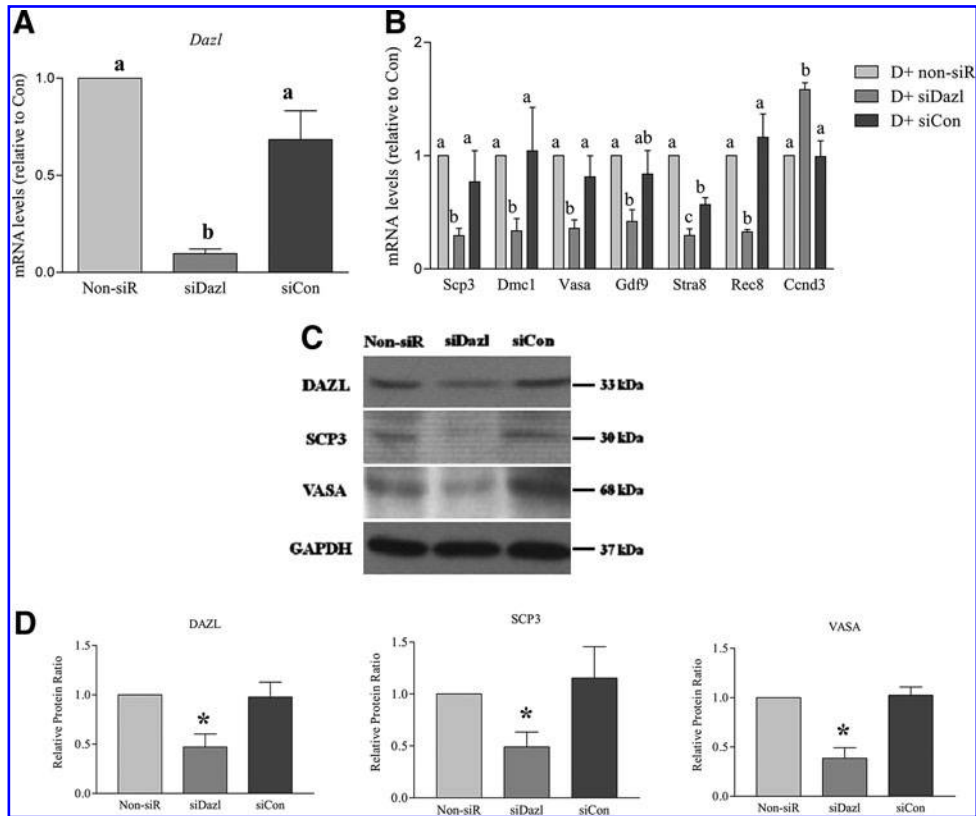 A
Dazl
mRNA levels (relative to Con)
1.0
0.5
0.0
a
b
a
Non-siR siDazl siCon
B
mRNA levels (relative to Con)
2
1
0
a b a
a b a
a b a
a b ab
a c b
a b a
a b a
Scp3 Dmc1 Vasa Gdf9 Stra8 Rec8 Ccnd3
D+ non-siR
D+ siDazl
D+ siCon
C
Non-siR siDazl siCon
DAZL 33 kDa
SCP3 30 kDa
VASA 68 kDa
GAPDH 37 kDa
D
DAZL
Relative Protein Ratio
1.5
1.0
0.5
0.0
*
Non-siR siDazl siCon
SCP3
Relative Protein Ratio
1.5
1.0
0.5
0.0
*
Non-siR siDazl siCon
VASA
Relative Protein Ratio
1.5
1.0
0.5
0.0
*
Non-siR siDazl siCon